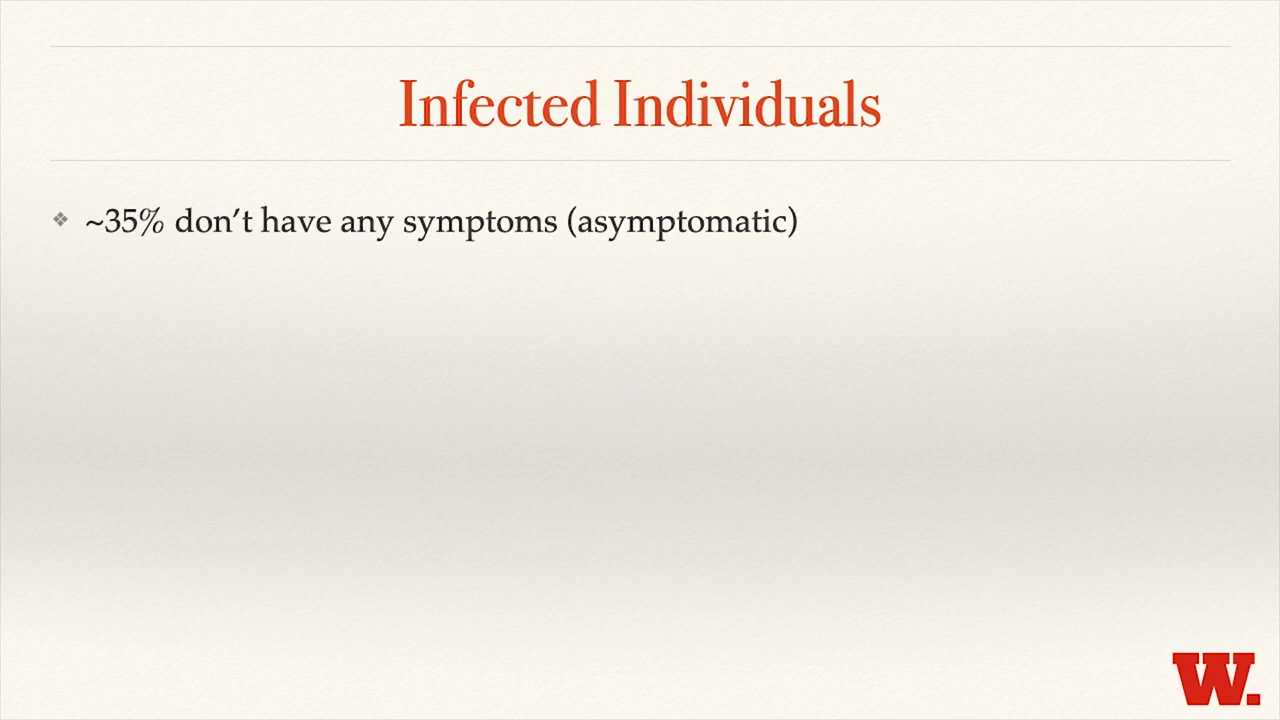 Infected Individuals
~35% don’t have any symptoms (asymptomatic)
W.